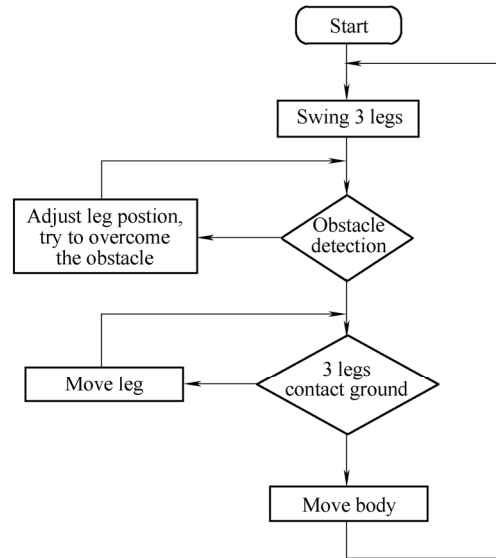 Start
Swing 3 legs
Adjust leg postion,
try to overcome
the obstacle
Obstacle
detection
Move leg
3 legs
contact ground
Move body